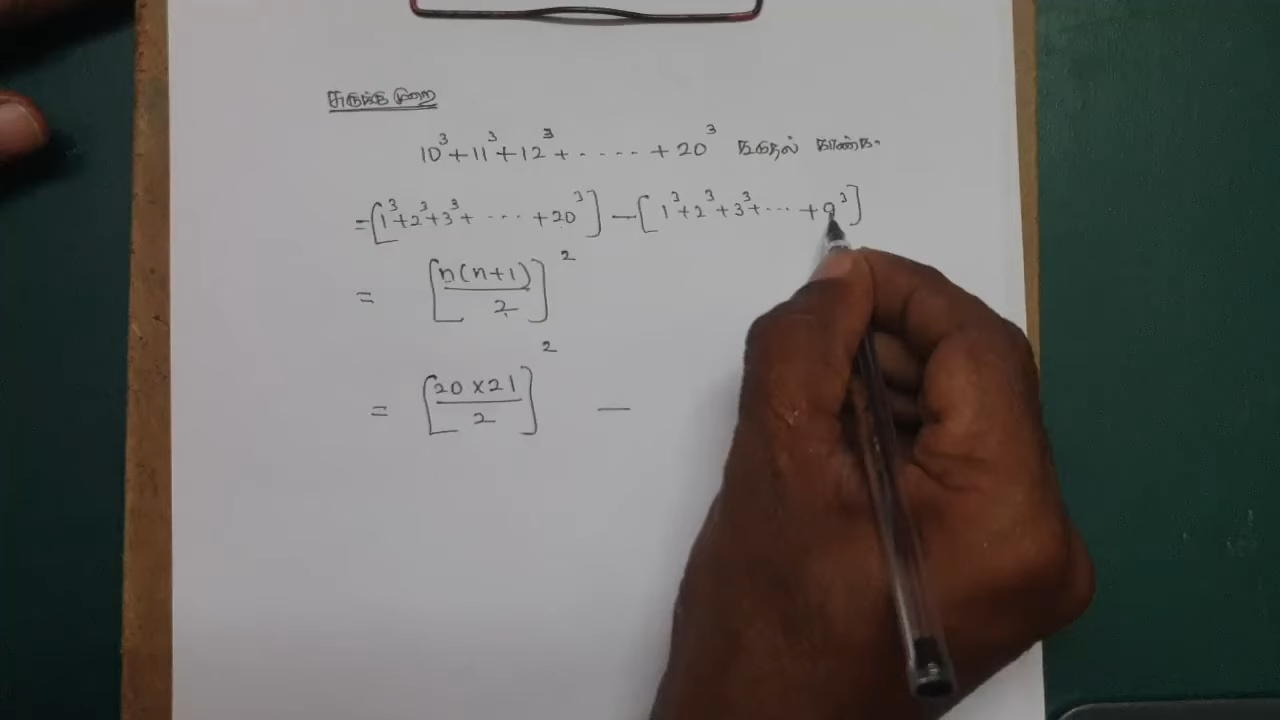 சுருக்க முறை
10³+11³+12³+.....+20³ கூடுதல் காண்க.
=[1³+2³+3³+ ... +20³] – [1³+2³+3³+...+9³]
= [n(n+1)/2]²
= [20×21/2]² –